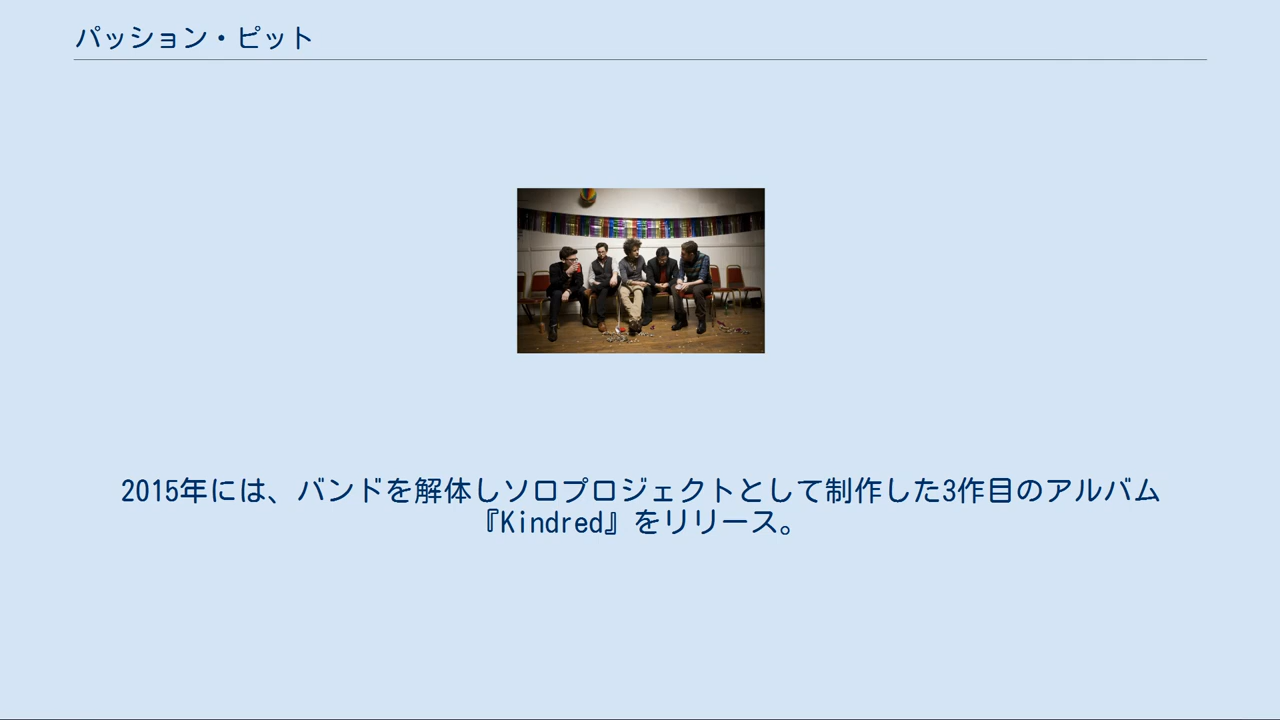 パッション・ピット
2015年には、バンドを解体しソロプロジェクトとして制作した3作目のアルバム
『Kindred』をリリース。